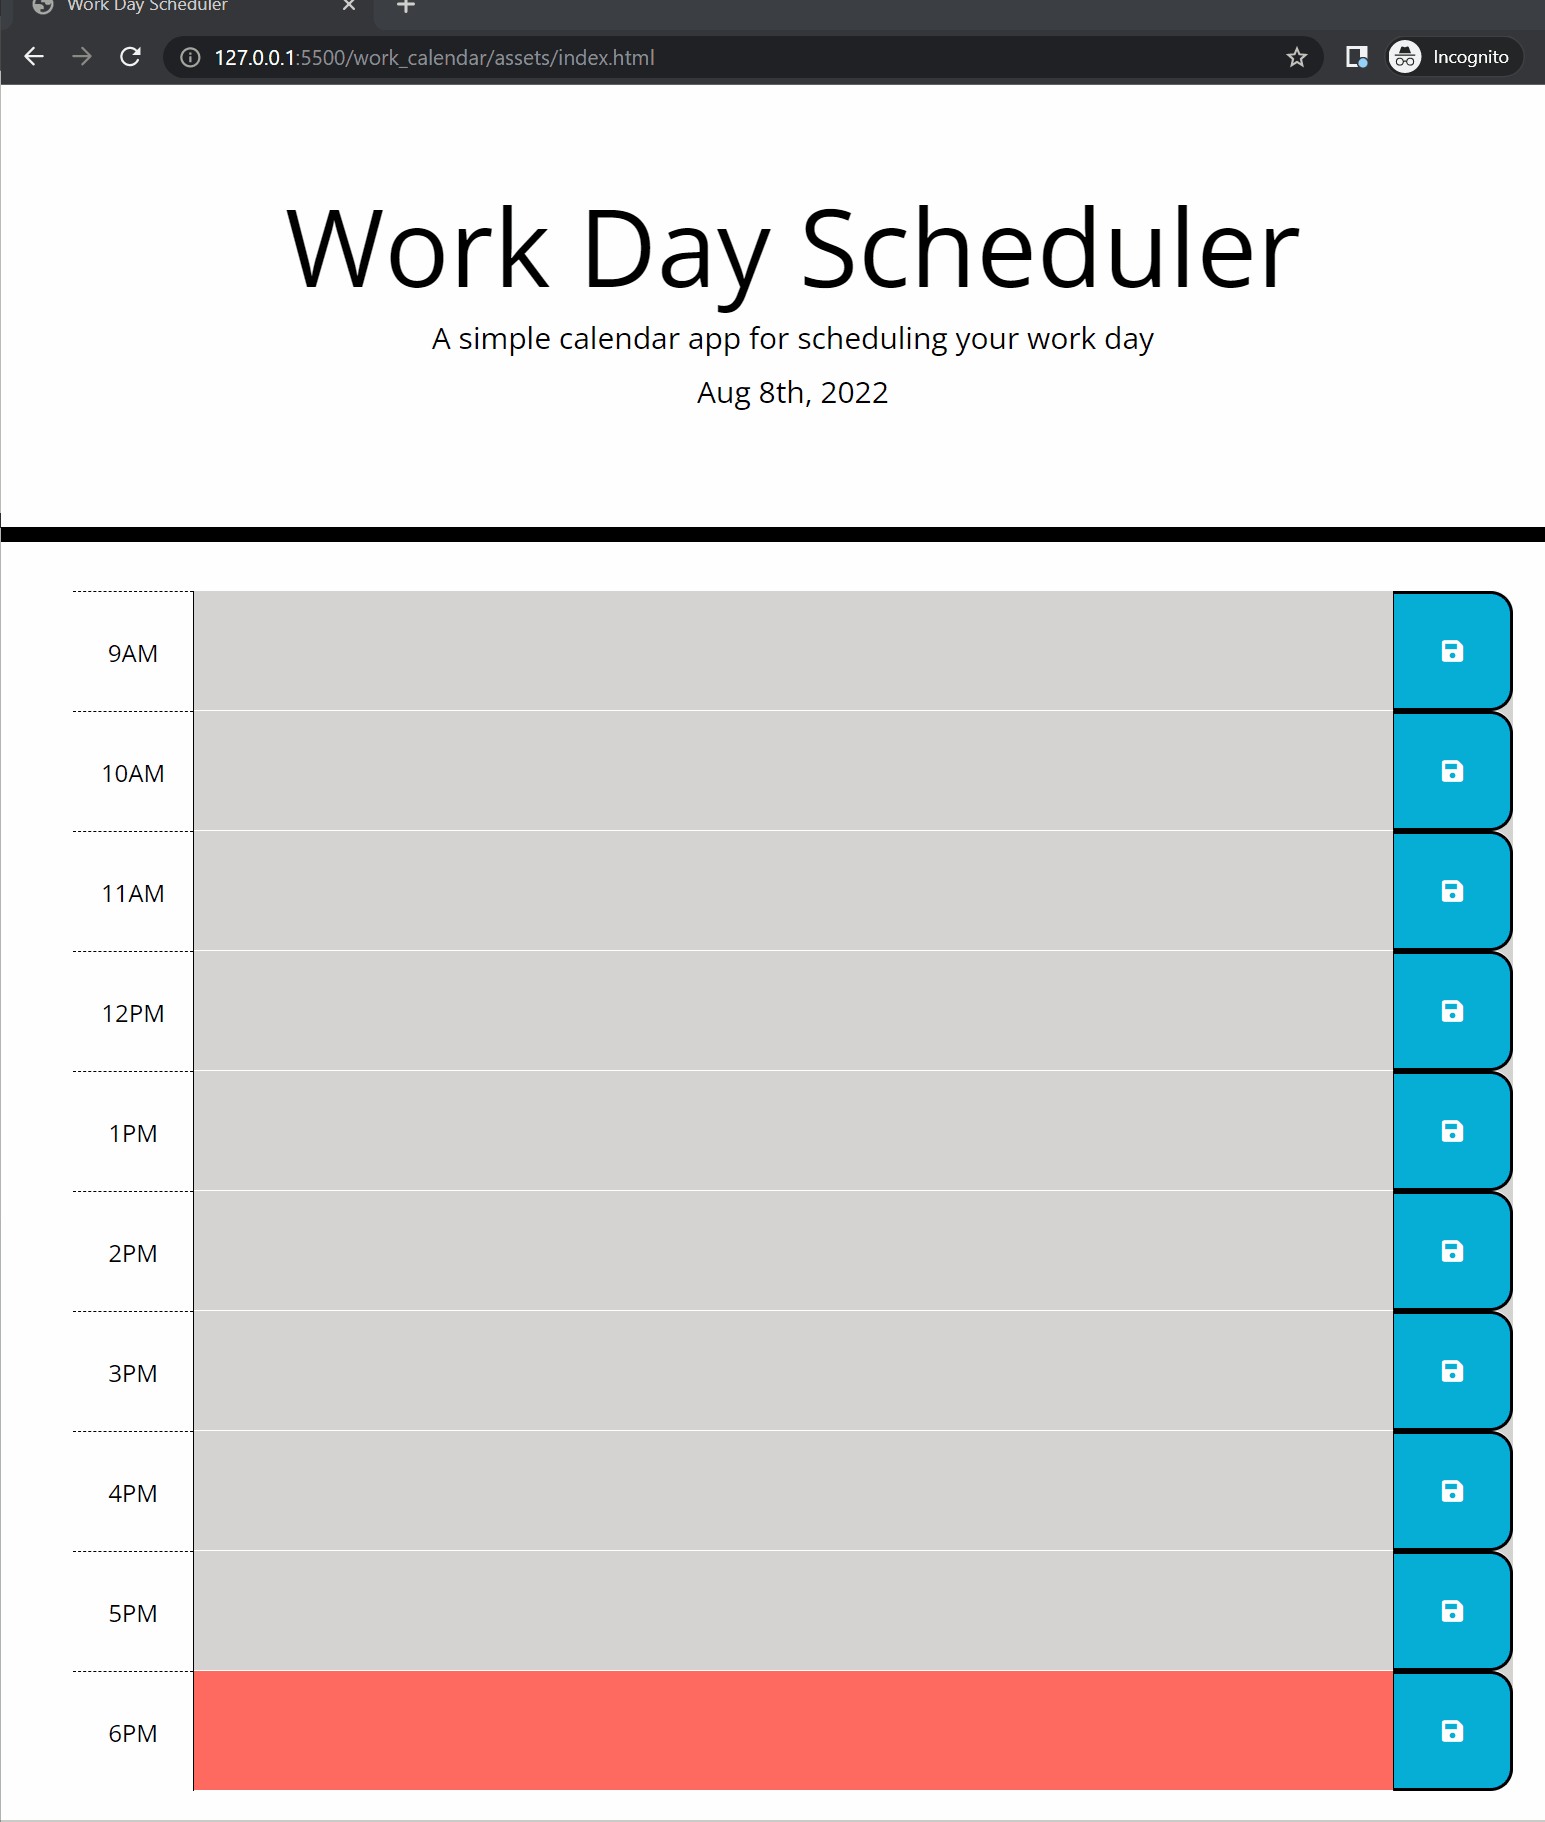 Work Day Scheduler
127.0.0.1:5500/work_calendar/assets/index.html
Incognito
Work Day Scheduler
A simple calendar app for scheduling your work day
Aug 8th, 2022
9AM
10AM
11AM
12PM
1PM
2PM
3PM
4PM
5PM
6PM